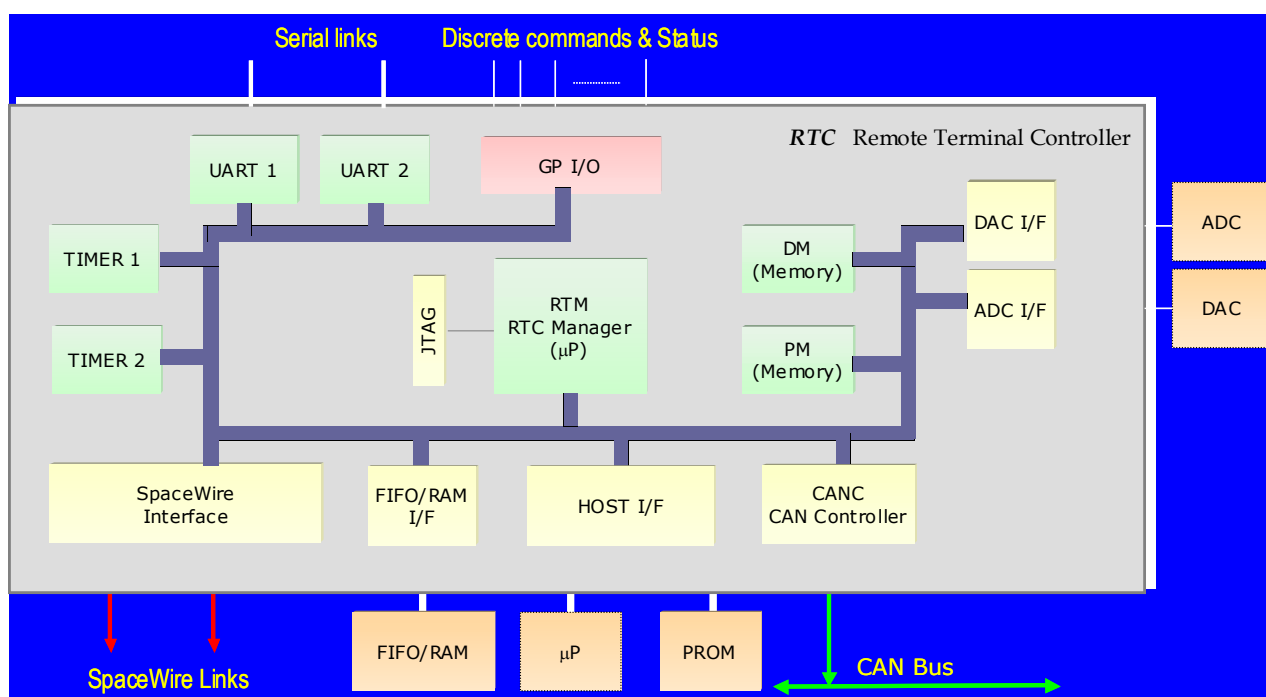 Serial links
Discrete commands & Status
RTC Remote Terminal Controller
UART 1
UART 2
GP I/O
DAC I/F
ADC
TIMER 1
DM
(Memory)
ADC I/F
DAC
JTAG
RTM
RTC Manager
(μP)
TIMER 2
PM
(Memory)
SpaceWire
Interface
FIFO/RAM
I/F
HOST I/F
CANC
CAN Controller
FIFO/RAM
μP
PROM
SpaceWire Links
CAN Bus